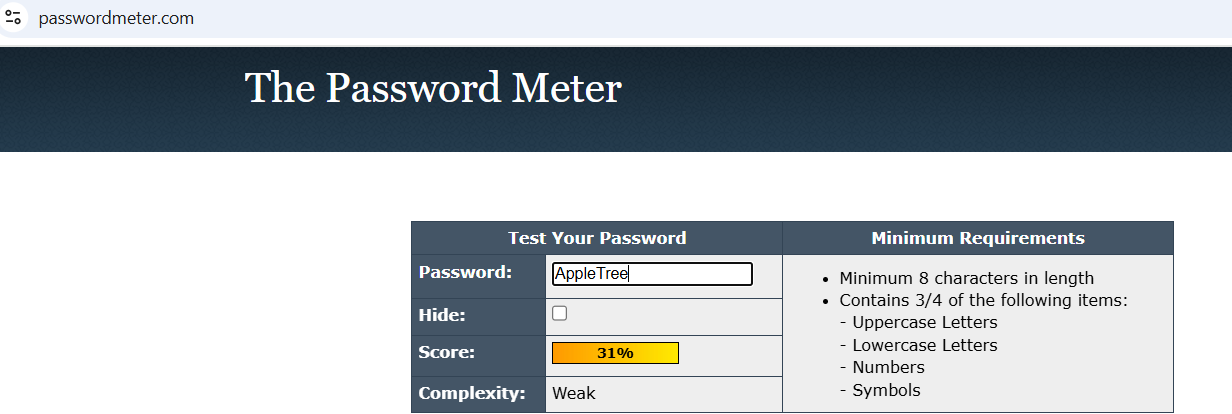 passwordmeter.com
The Password Meter
Test Your Password
Minimum Requirements
Password:
AppleTree
Hide:
Score:
31%
Complexity:
Weak
Minimum 8 characters in length
Contains 3/4 of the following items:
- Uppercase Letters
- Lowercase Letters
- Numbers
- Symbols